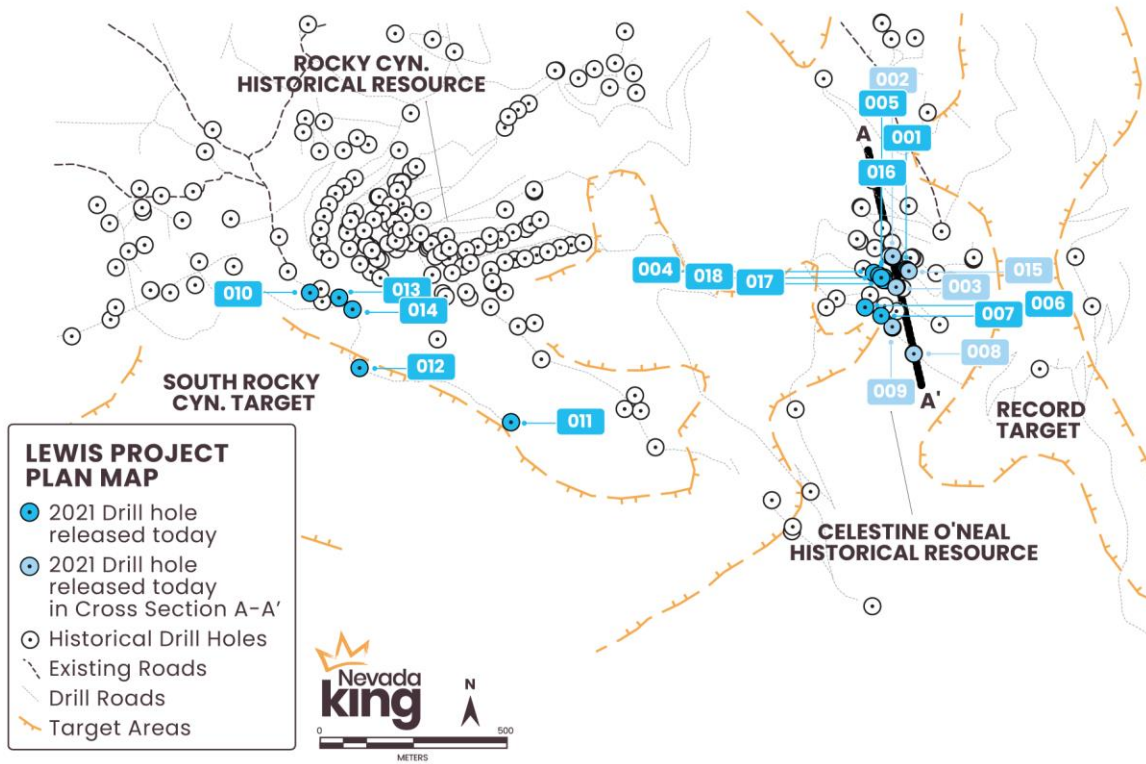 ROCKY CYN.
HISTORICAL RESOURCE
002
005
001
A
016
004
018
017
015
003
010
013
014
006
007
012
008
009
SOUTH ROCKY
CYN. TARGET
A'
RECORD
TARGET
011
LEWIS PROJECT
PLAN MAP
2021 Drill hole
released today
2021 Drill hole
released today
in Cross Section A-A’
Historical Drill Holes
Existing Roads
Drill Roads
Target Areas
CELESTINE O'NEAL
HISTORICAL RESOURCE
Nevada
king
N
0
500
METERS